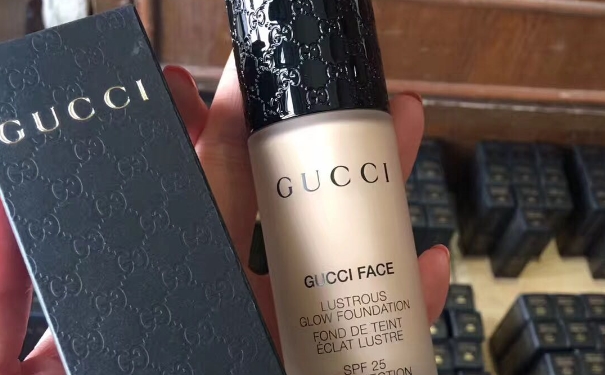 GUCCI
GUCCI
GUCCI FACE
LUSTROUS
GLOW FOUNDATION
FOND DE TEINT
ÉCLAT LUSTRE
SPF 25